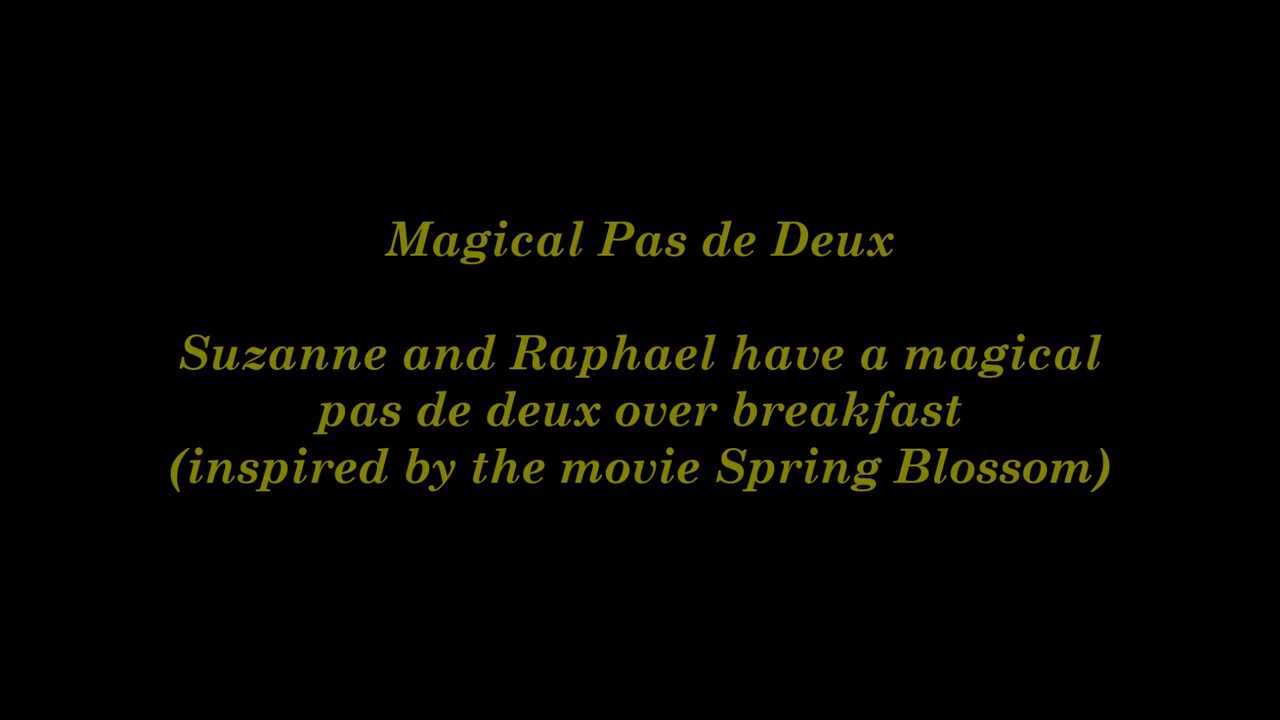 Magical Pas de Deux
Suzanne and Raphael have a magical
pas de deux over breakfast
(inspired by the movie Spring Blossom)